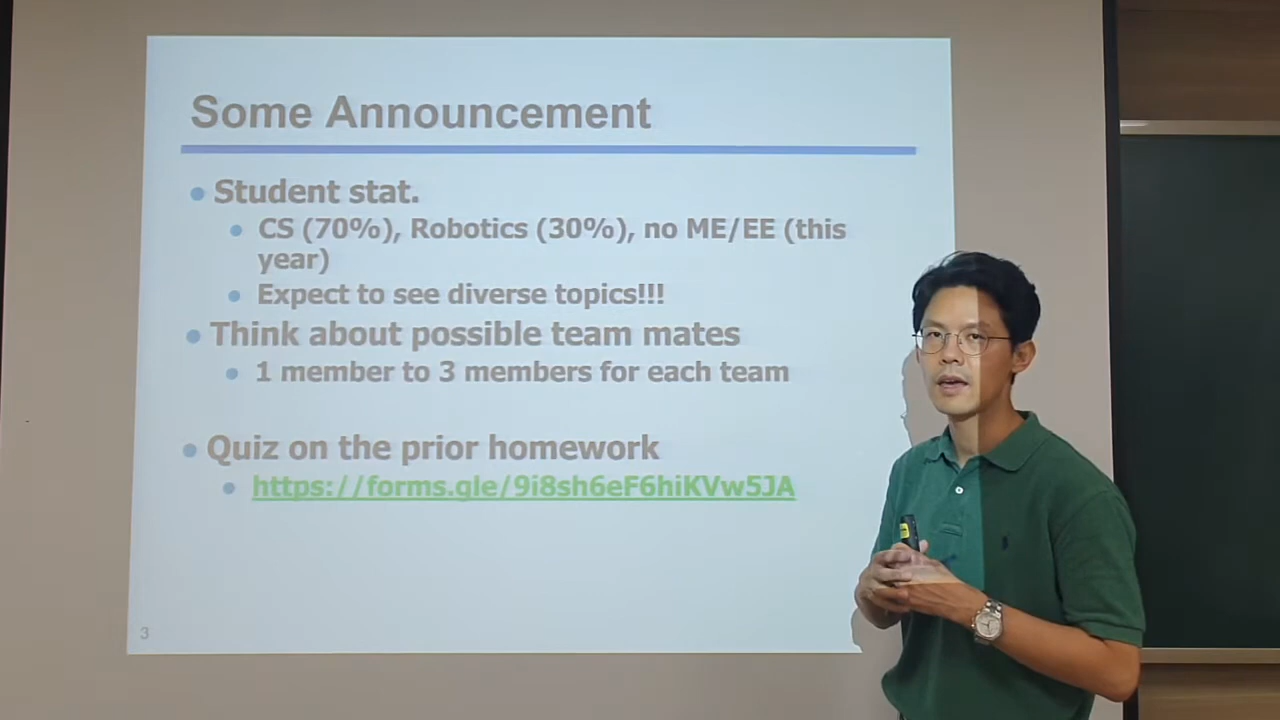 Some Announcement
Student stat.
CS (70%), Robotics (30%), no ME/EE (this
year)
Expect to see diverse topics!!!
Think about possible team mates
1 member to 3 members for each team
Quiz on the prior homework
https://forms.gle/9i8sh6eF6hiKVw5JA
3